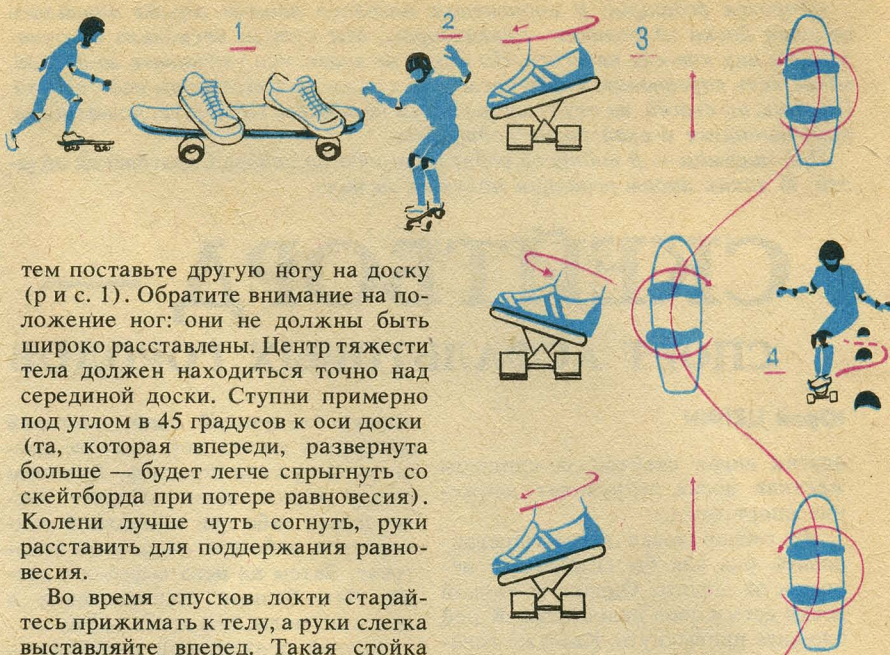 1
2
3
4
тем поставьте другую ногу на доску
(р и с. 1). Обратите внимание на по-
ложение ног: они не должны быть
широко расставлены. Центр тяжести
тела должен находиться точно над
серединой доски. Ступни примерно
под углом в 45 градусов к оси доски
(та, которая впереди, развернута
больше — будет легче спрыгнуть со
скейтборда при потере равновесия).
Колени лучше чуть согнуть, руки
расставить для поддержания равно-
весия.
Во время спусков локти старай-
тесь прижимать к телу, а руки слегка
выставляйте вперед. Такая стойка